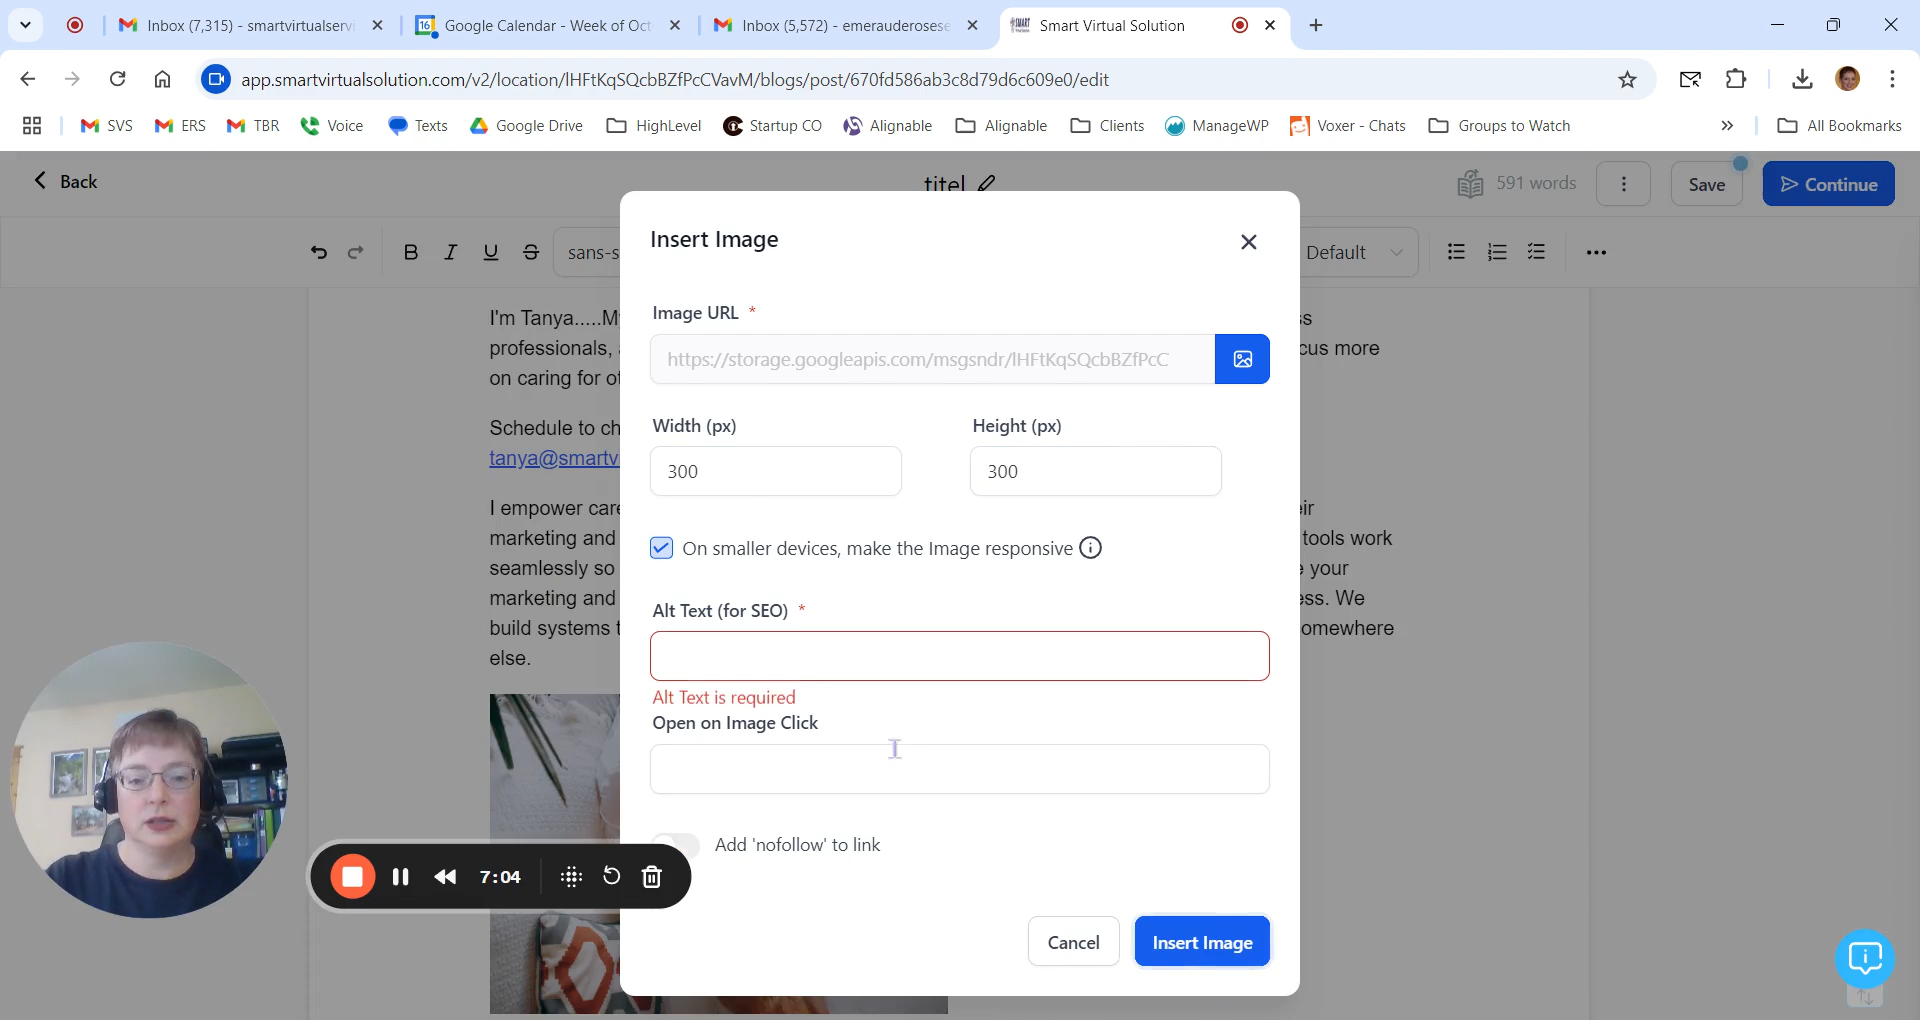 Inbox (7,315) - smartvirtualservi
Google Calendar - Week of Oct
Inbox (5,572) - emerauderosese
Smart Virtual Solution
app.smartvirtualsolution.com/v2/location/lHFtKqSQcbBZfPcCVavM/blogs/post/670fd586ab3c8d79d6c609e0/edit
SVS
ERS
TBR
Voice
Texts
Google Drive
HighLevel
Startup CO
Alignable
Alignable
Clients
ManageWP
Voxer - Chats
Groups to Watch
All Bookmarks
Back
titel
591 words
Save
Continue
B I U S
sans-s
Default
Insert Image
Image URL *
https://storage.googleapis.com/msgsndr/lHFtKqSQcbBZfPcC
Width (px)
Height (px)
300
300
On smaller devices, make the Image responsive
Alt Text (for SEO) *
Alt Text is required
Open on Image Click
Add 'nofollow' to link
Cancel
Insert Image
I'm Tanya.....My
professionals,
cus more
on caring for of
Schedule to ch
tanya@smartv
I empower care
eir
marketing and
tools work
seamlessly so
your
marketing and
ess. We
build systems t
omewhere
else.
7:04